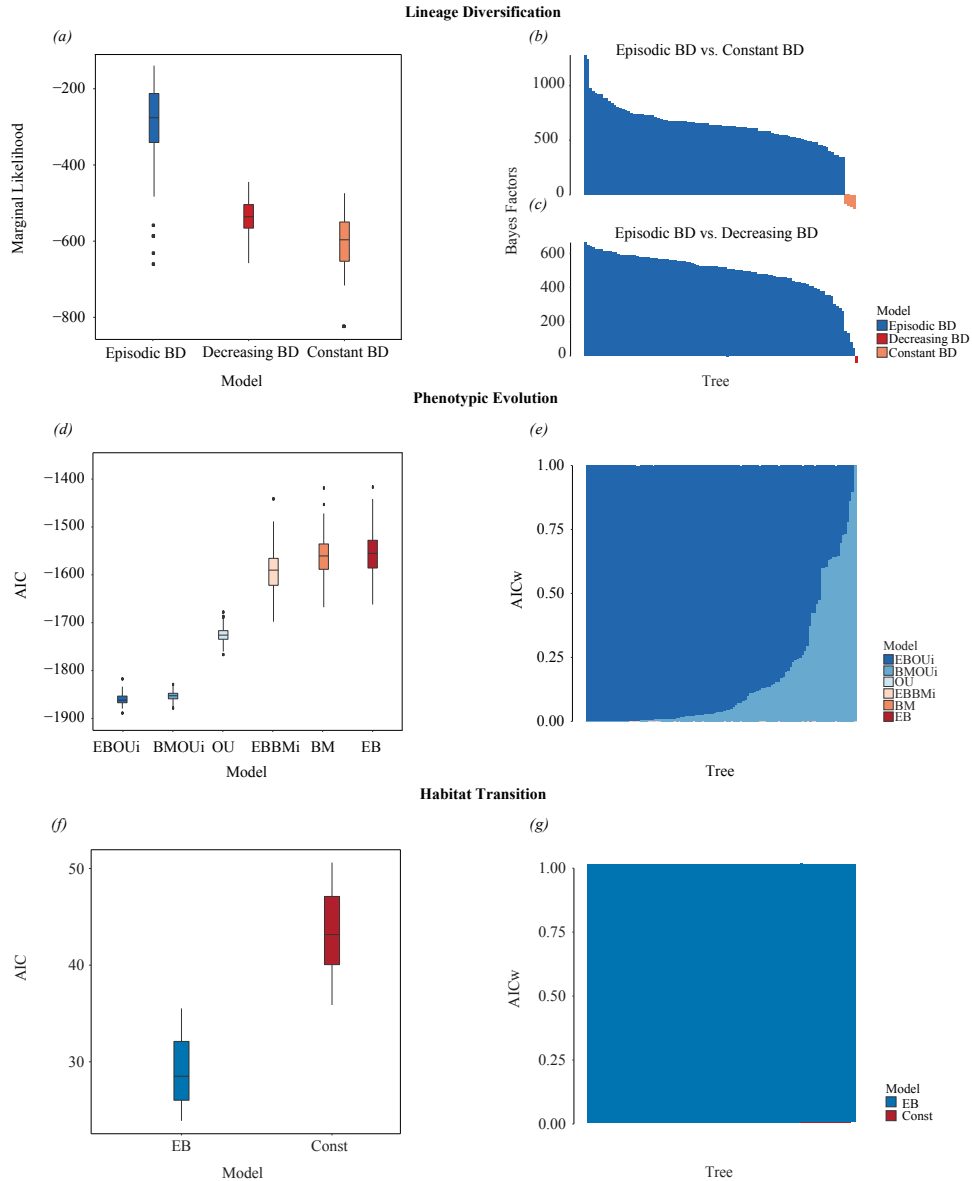 Lineage Diversification
(a)
Marginal Likelihood
−200
−400
−600
−800
Episodic BD Decreasing BD Constant BD
Model
(b)
Episodic BD vs. Constant BD
1000
500
0
Bayes Factors
(c)
Episodic BD vs. Decreasing BD
600
400
200
0
Tree
Model
Episodic BD
Decreasing BD
Constant BD
Phenotypic Evolution
(d)
AIC
−1400
−1500
−1600
−1700
−1800
−1900
EBOUi BMOUi OU EBBMi BM EB
Model
(e)
AICw
1.00
0.75
0.50
0.25
0.00
Tree
Model
EBOUi
BMOUi
OU
EBBMi
BM
EB
Habitat Transition
(f)
AIC
50
40
30
EB Const
Model
(g)
AICw
1.00
0.75
0.50
0.25
0.00
Tree
Model
EB
Const